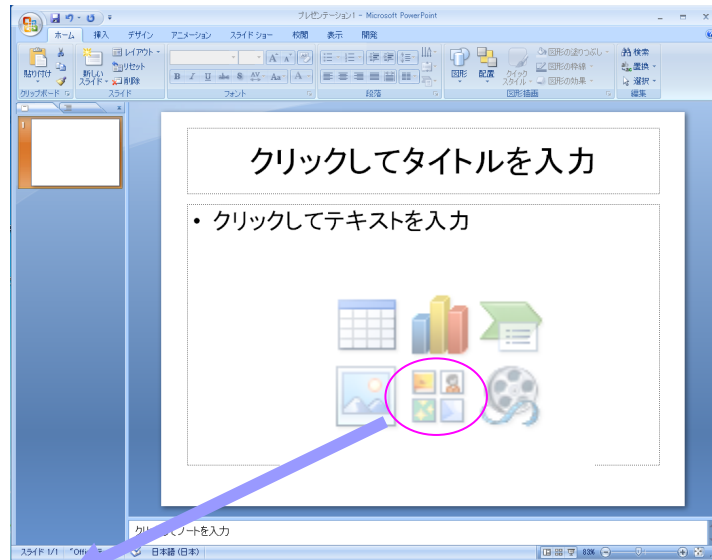 プレゼンテーション1 - Microsoft PowerPoint
ホーム 挿入 デザイン アニメーション スライド ショー 校閲 表示 開発
貼り付け
新しい
スライド
レイアウト
リセット
削除
B I U abc S AV Aa A
図形
配置
クイック
スタイル
図形の塗りつぶし
図形の枠線
図形の効果
検索
置換
選択
クリップボード スライド フォント 段落 図形描画 編集
1
クリックしてタイトルを入力
• クリックしてテキストを入力
トを入力
スライド 1/1 日本語 (日本) 83%